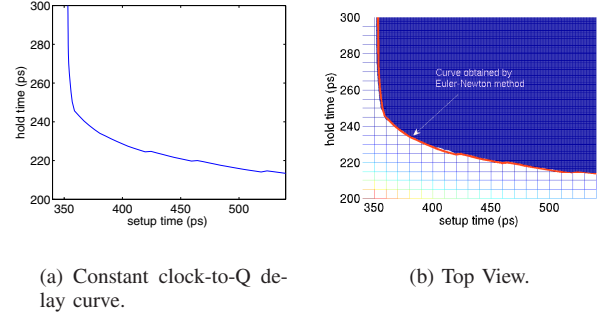 300
280
260
240
220
200
hold time (ps)
350
400
450
500
setup time (ps)
300
280
260
240
220
200
hold time (ps)
Curve obtained by
Euler-Newton method
350
400
450
500
setup time (ps)
(a) Constant clock-to-Q de-
lay curve.
(b) Top View.